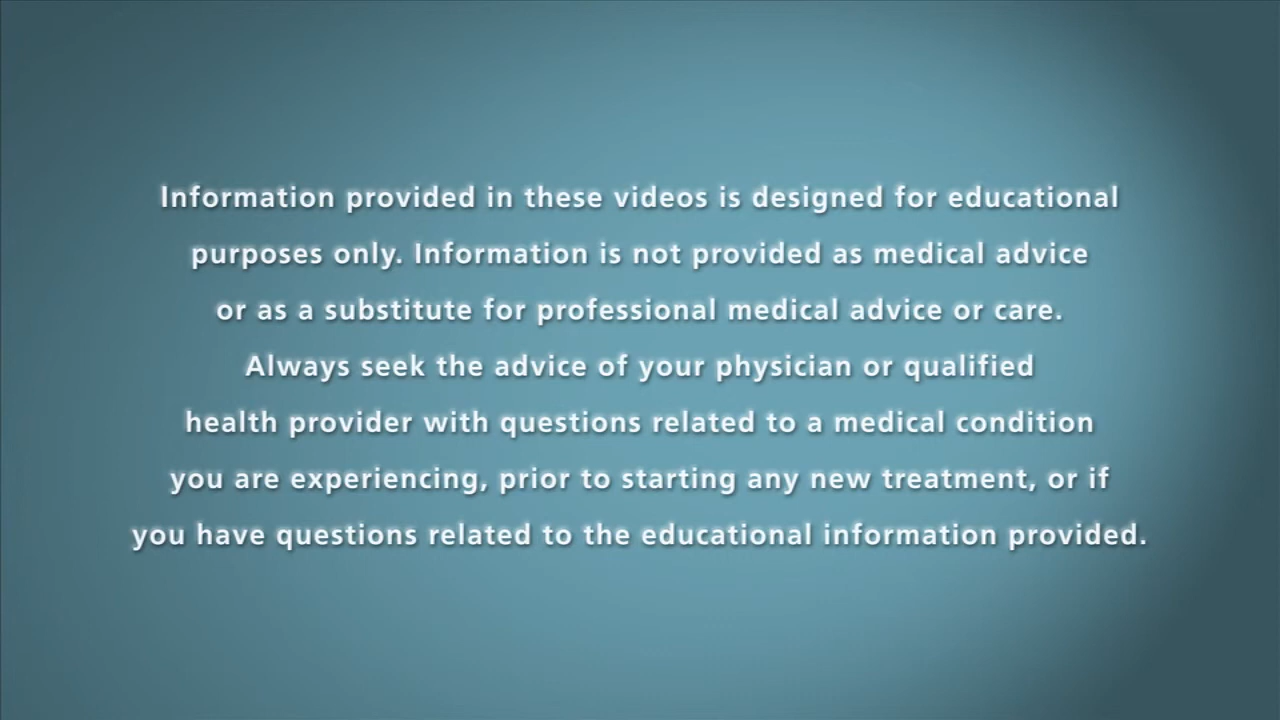 Information provided in these videos is designed for educational
purposes only. Information is not provided as medical advice
or as a substitute for professional medical advice or care.
Always seek the advice of your physician or qualified
health provider with questions related to a medical condition
you are experiencing, prior to starting any new treatment, or if
you have questions related to the educational information provided.